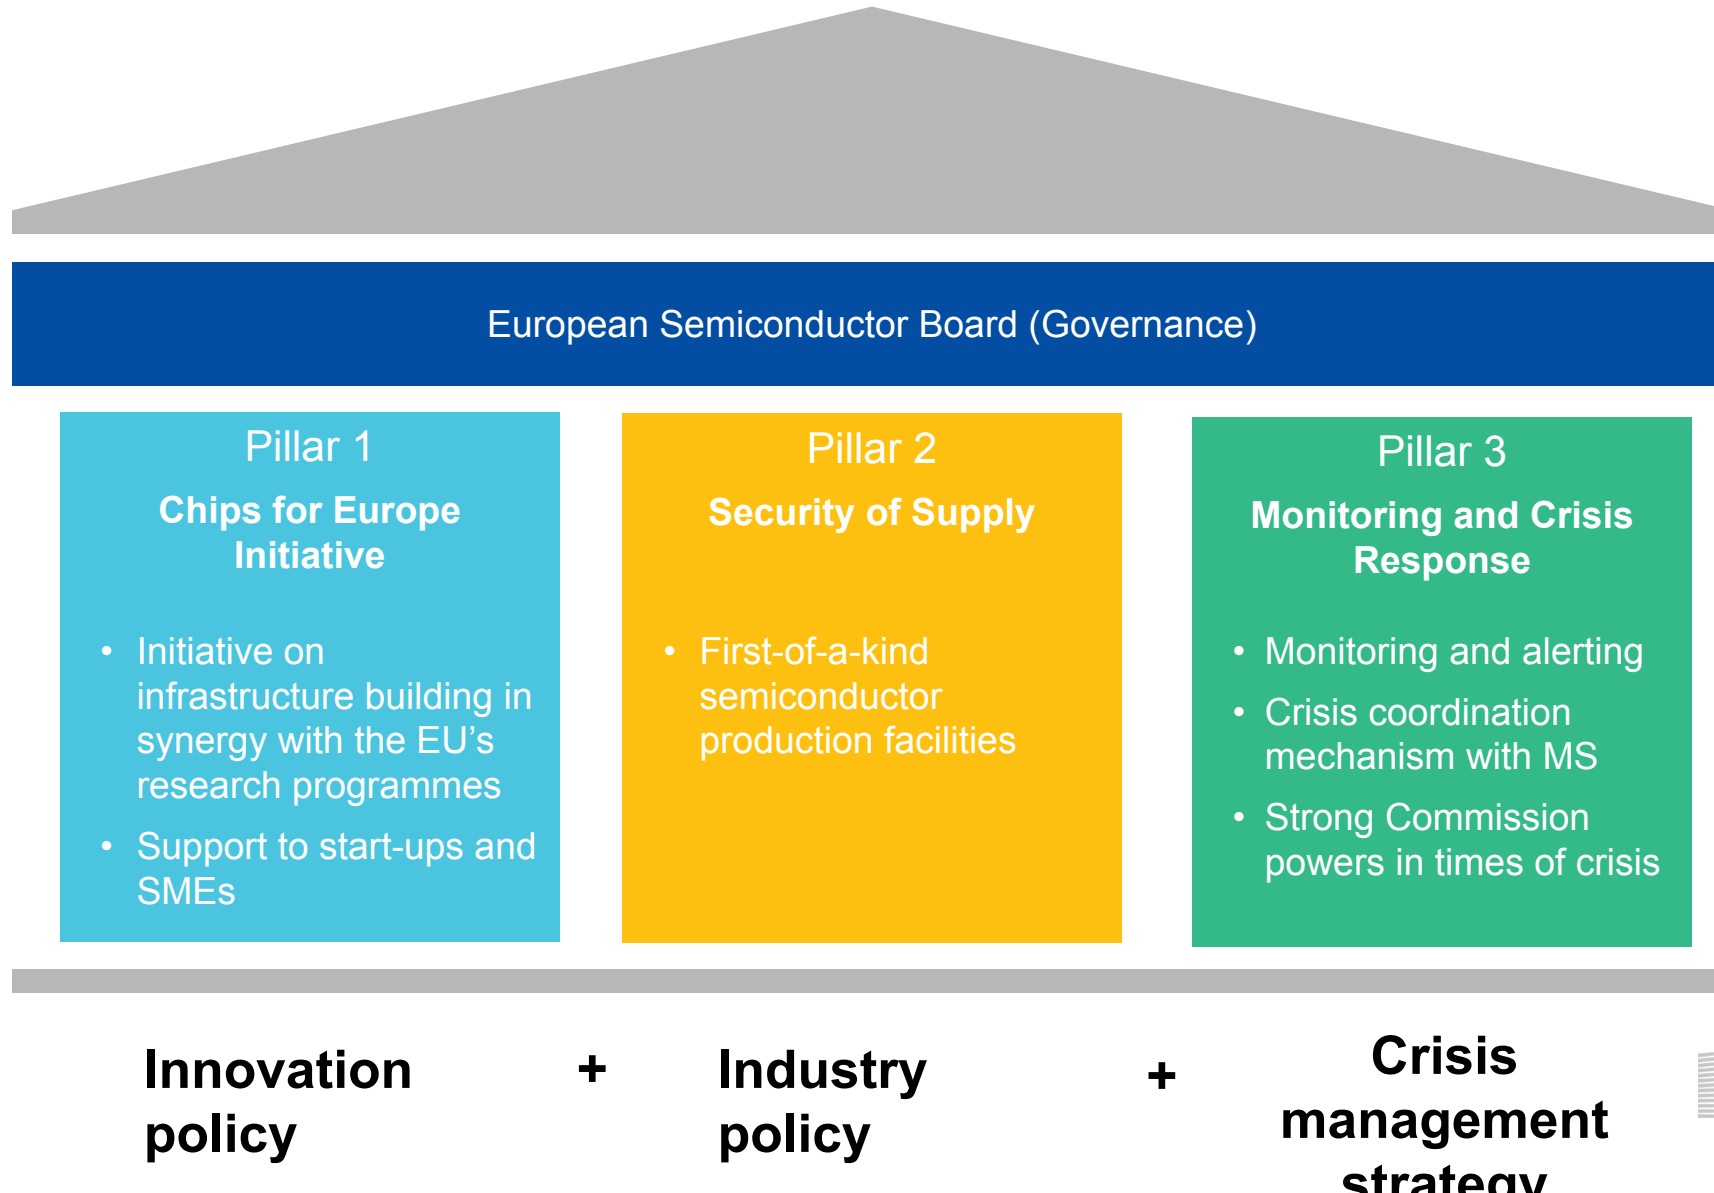 European Semiconductor Board (Governance)
Pillar 1
Chips for Europe
Initiative
• Initiative on
infrastructure building in
synergy with the EU’s
research programmes
• Support to start-ups and
SMEs
Pillar 2
Security of Supply
• First-of-a-kind
semiconductor
production facilities
Pillar 3
Monitoring and Crisis
Response
• Monitoring and alerting
• Crisis coordination
mechanism with MS
• Strong Commission
powers in times of crisis
Innovation
policy
+
Industry
policy
+
Crisis
management
strategy